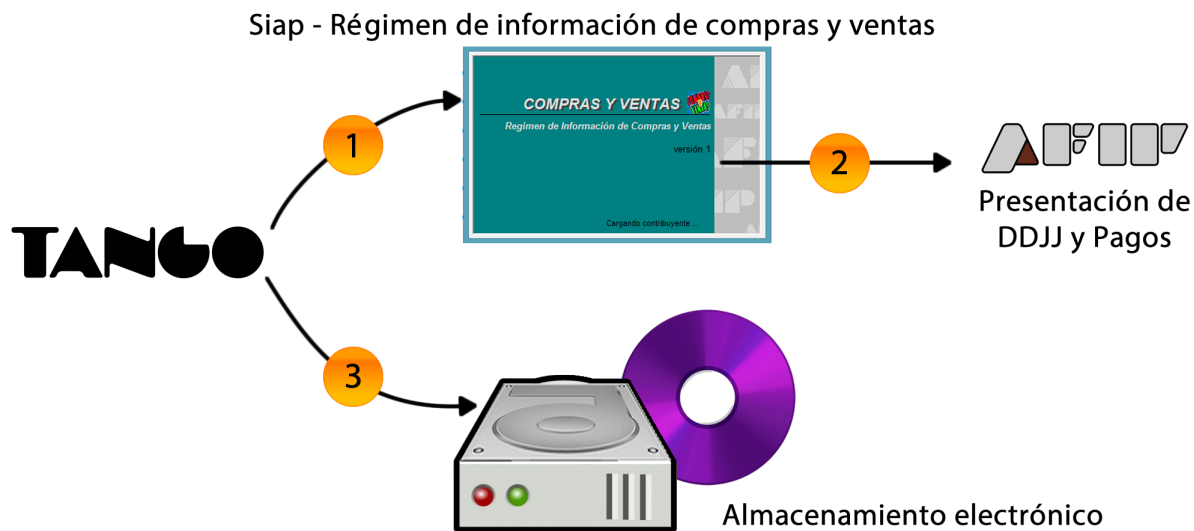 Siap - Régimen de información de compras y ventas
COMPRAS Y VENTAS
Regimen de Información de Compras y Ventas
versión: 1
Cargando contribuyente ...
1
2
AFIP
Presentación de
DDJJ y Pagos
TANGO
3
Almacenamiento electrónico